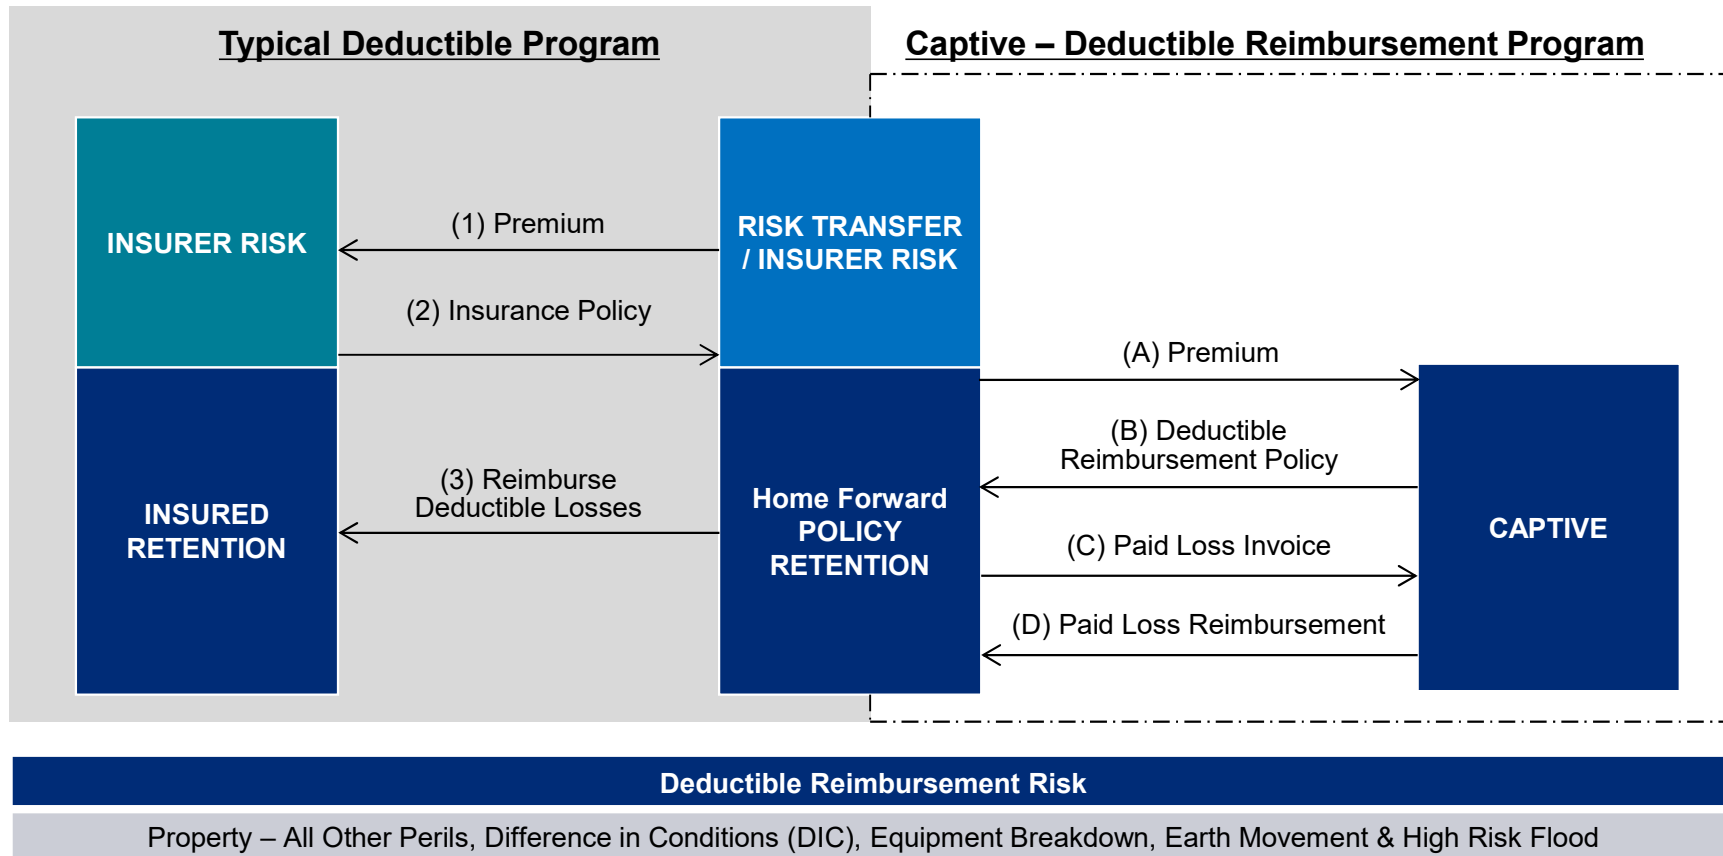 Typical Deductible Program
Captive – Deductible Reimbursement Program
INSURER RISK
(1) Premium
(2) Insurance Policy
RISK TRANSFER
/ INSURER RISK
INSURED
RETENTION
(3) Reimburse
Deductible Losses
Home Forward
POLICY
RETENTION
(A) Premium
(B) Deductible
Reimbursement Policy
(C) Paid Loss Invoice
(D) Paid Loss Reimbursement
CAPTIVE
Deductible Reimbursement Risk
Property – All Other Perils, Difference in Conditions (DIC), Equipment Breakdown, Earth Movement & High Risk Flood